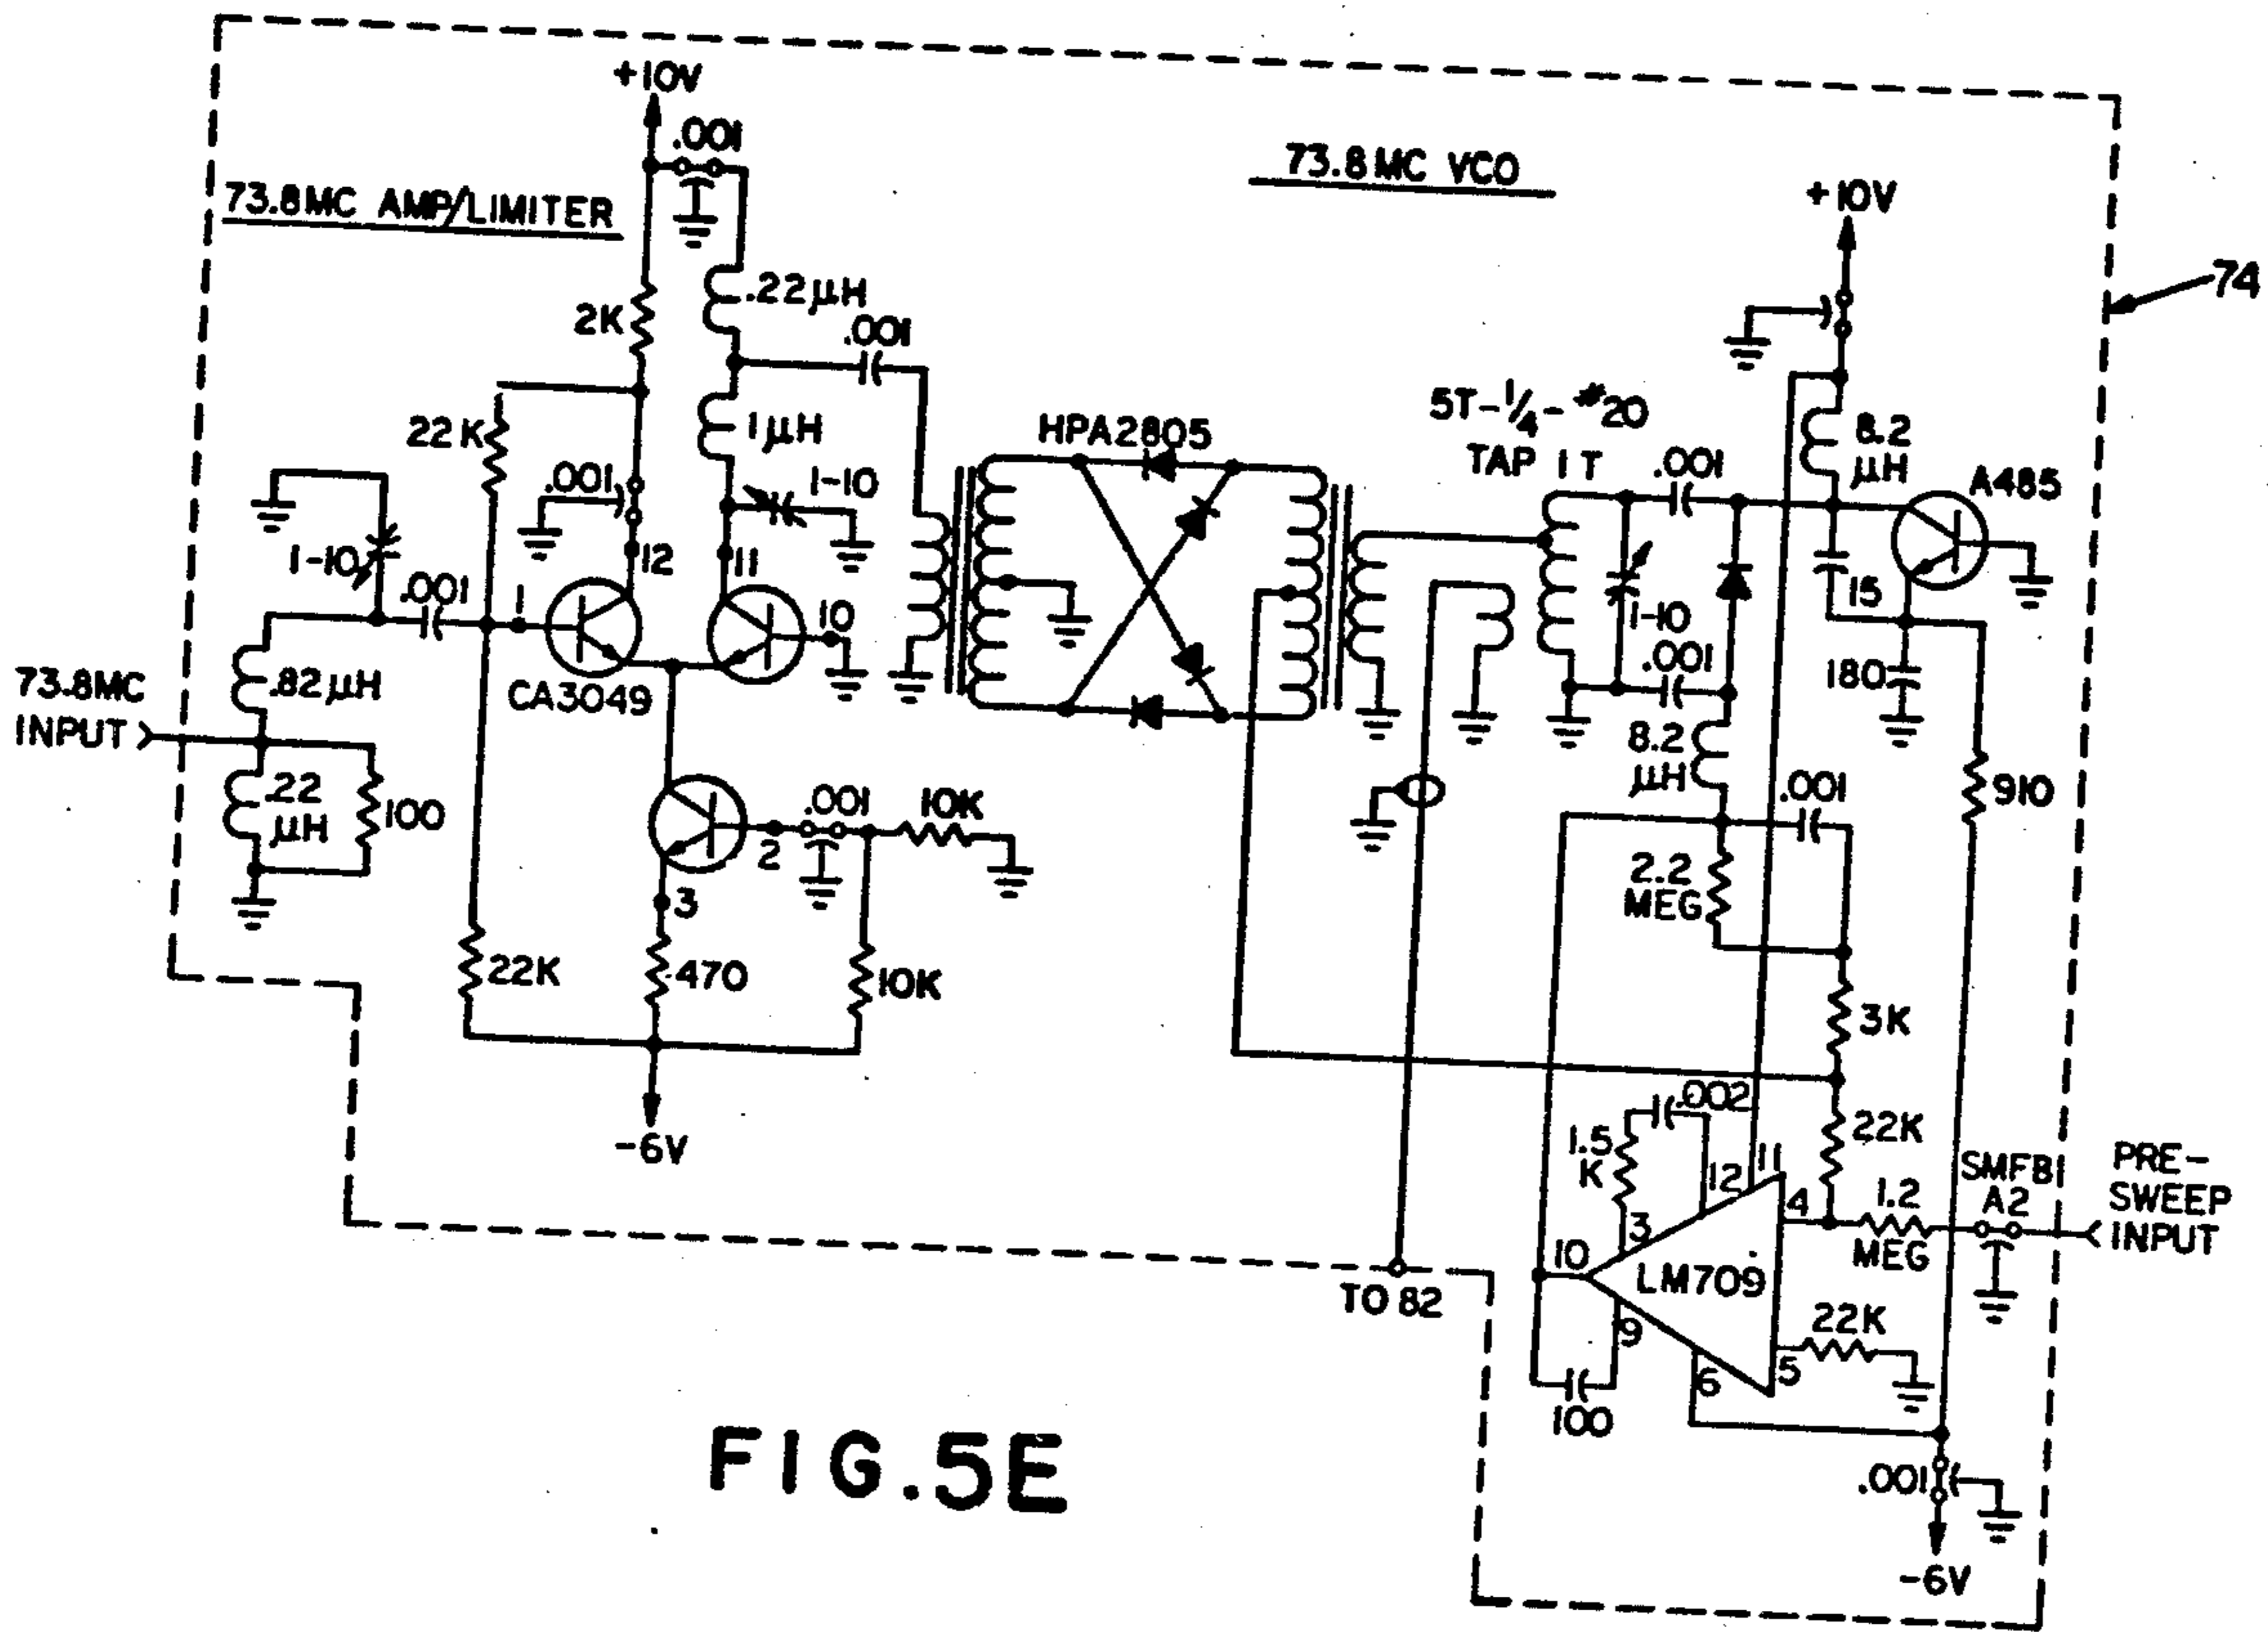 +10V
.001
73.8MC VCO
73.8MC AMP/LIMITER
+10V
74
2K
.22µH
.001
22K
1µH
HPA2805
5T-1/4-#20
TAP 1T
.001
8.2
µH
A485
.001
1-10
1-10
.001
12
11
1
10
15
1-10
.001
180
73.8MC
INPUT
.82µH
CA3049
8.2
µH
.22
µH
100
.001
10K
2
.001
910
3
2.2
MEG
22K
470
10K
3K
-6V
.002
1.5
K
22K
12
11
SMFB
A2
PRE-
SWEEP
INPUT
3
4
1.2
MEG
10
LM709
TO 82
9
22K
6
5
100
FIG.5E
.001
-6V